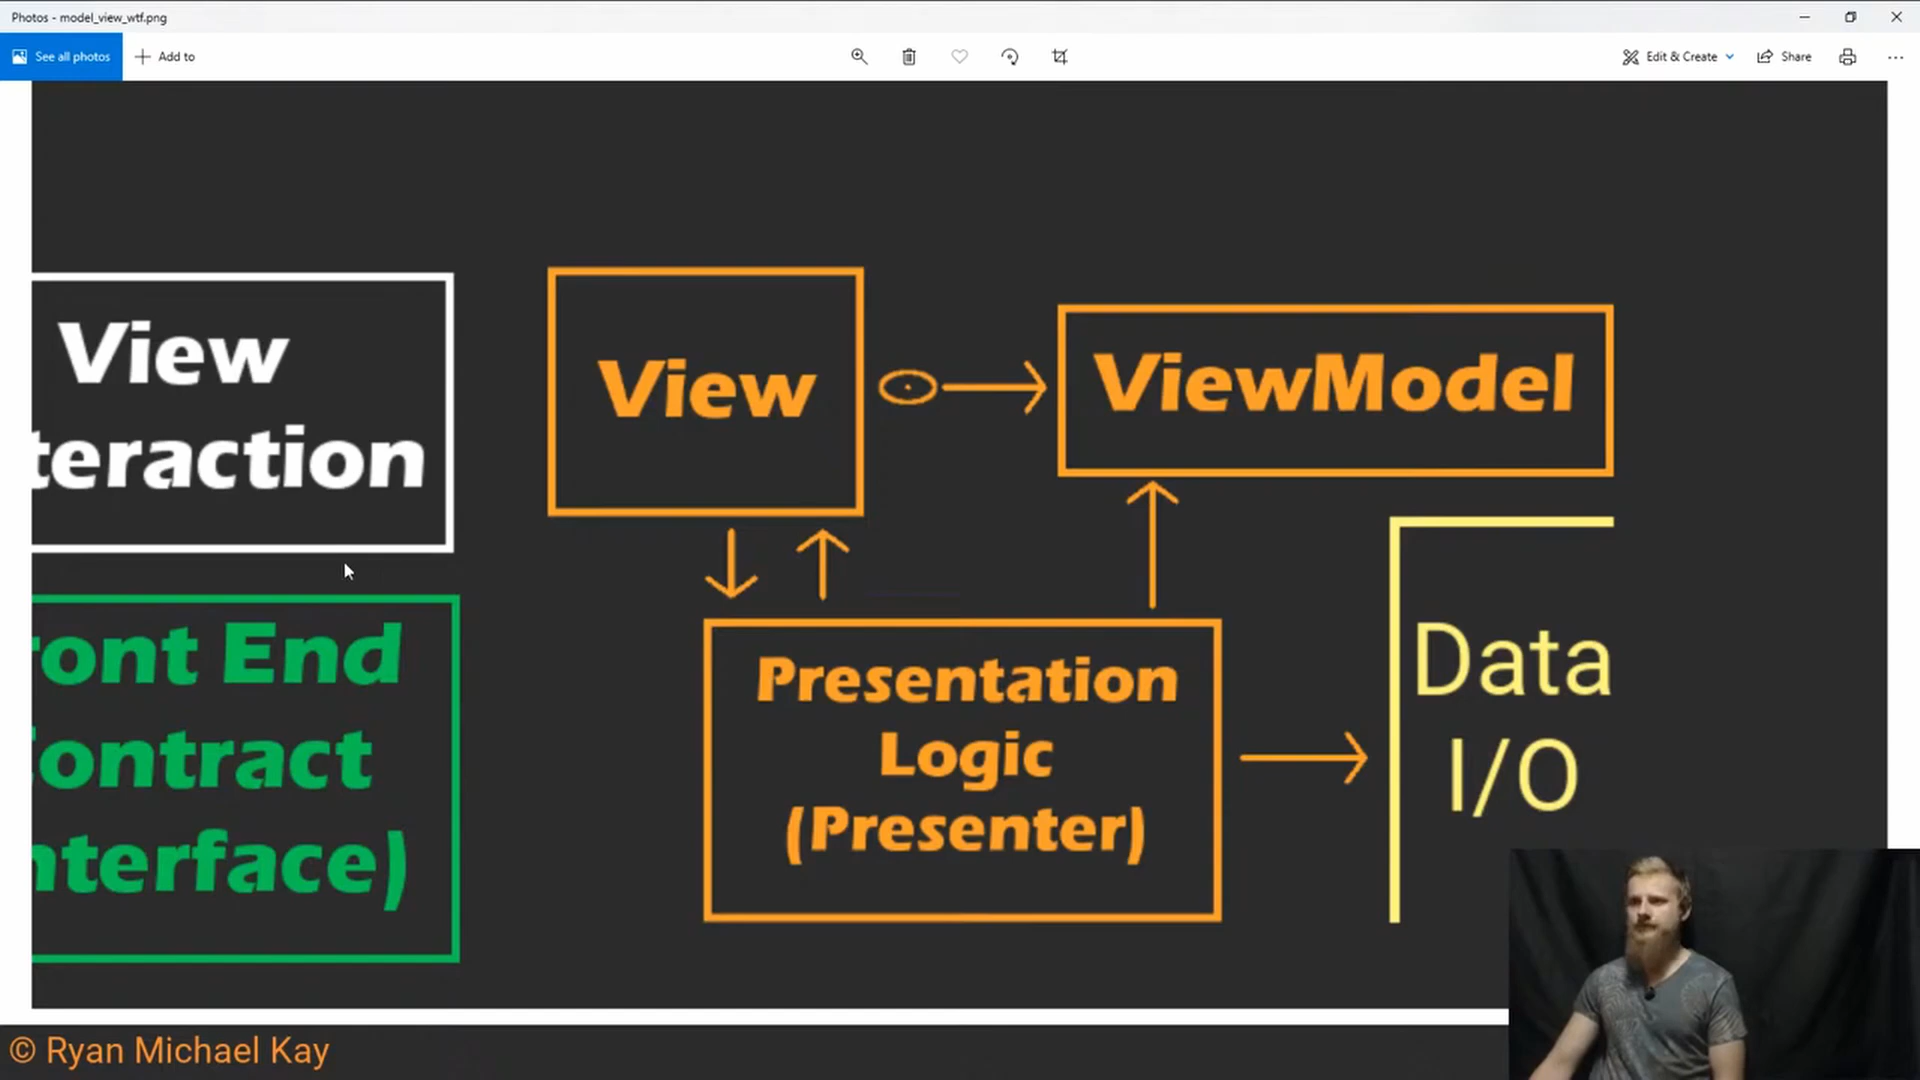 Photos - model_view_wtf.png
See all photos
Add to
Edit & Create
Share
View
teraction
ront End
ontract
nterface)
View
ViewModel
Presentation
Logic
(Presenter)
Data
I/O
© Ryan Michael Kay